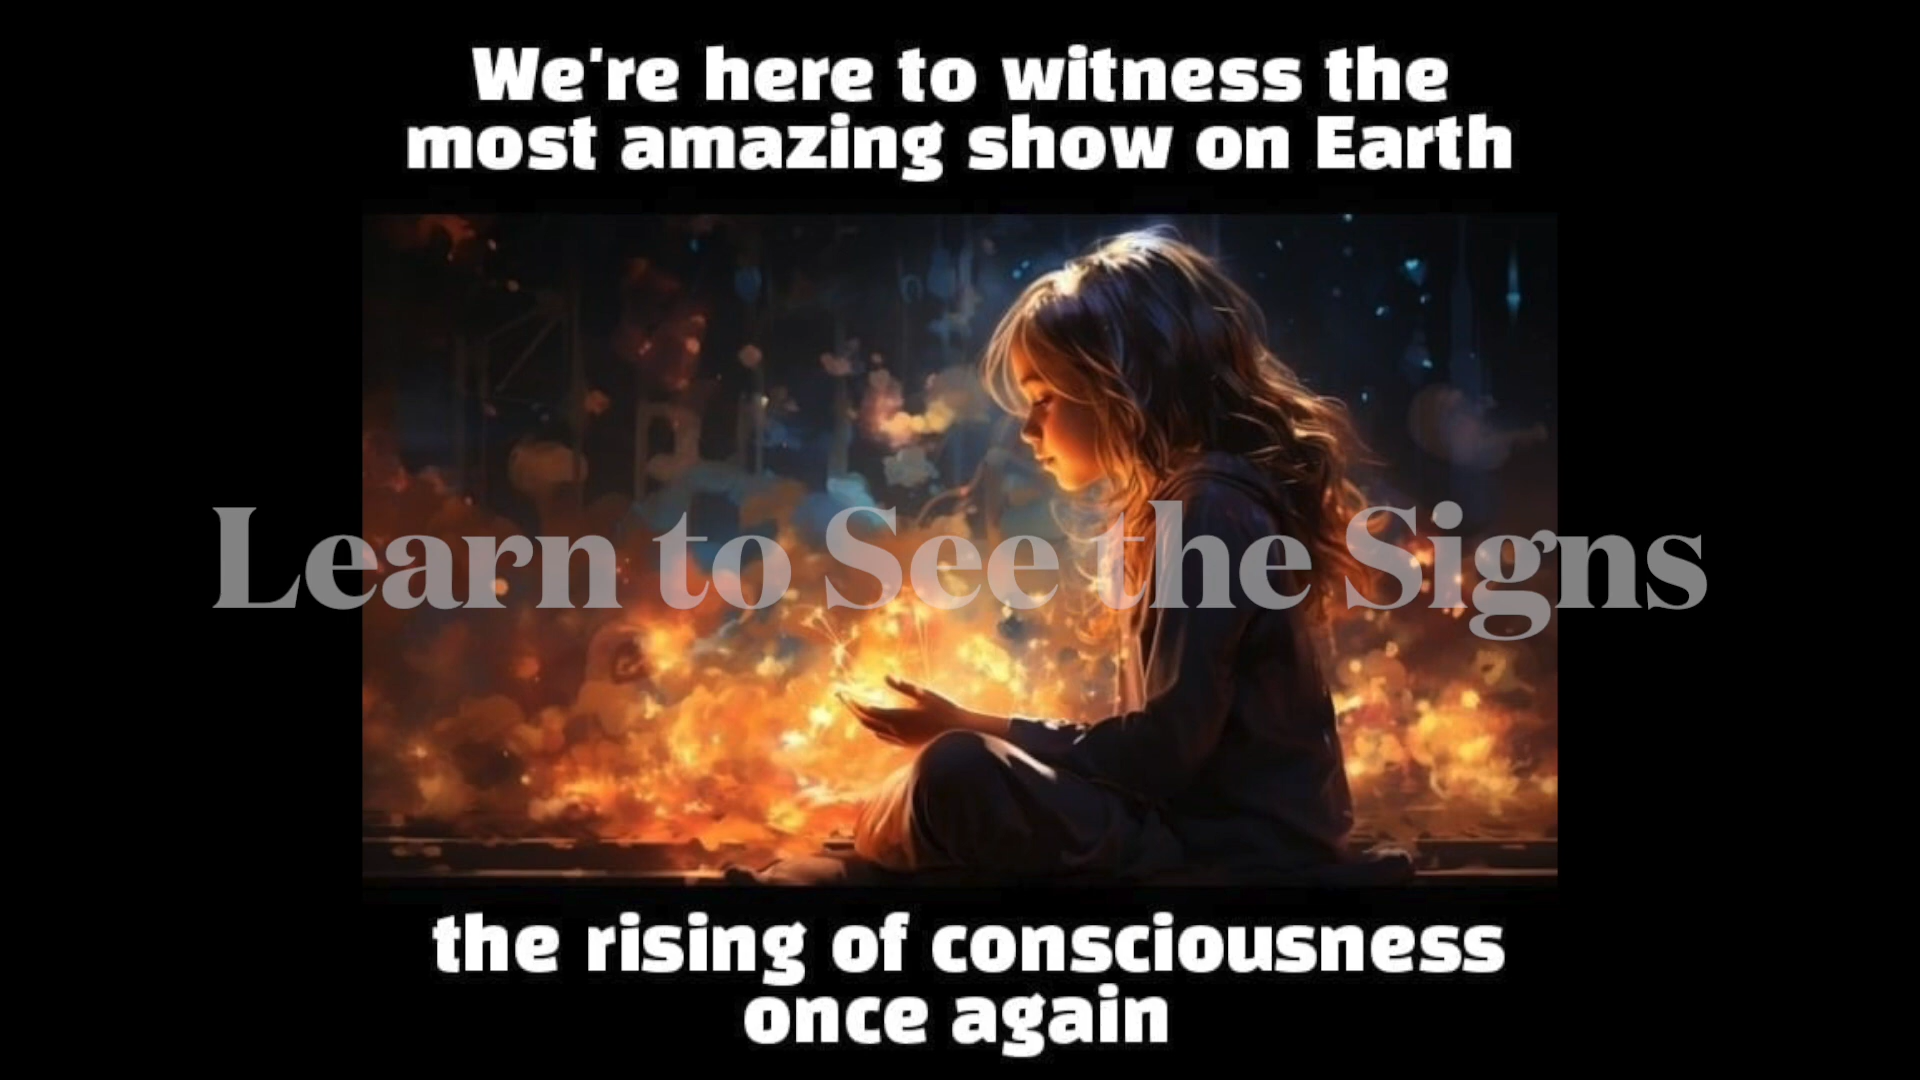 We're here to witness the
most amazing show on Earth
Learn to See the Signs
the rising of consciousness
once again